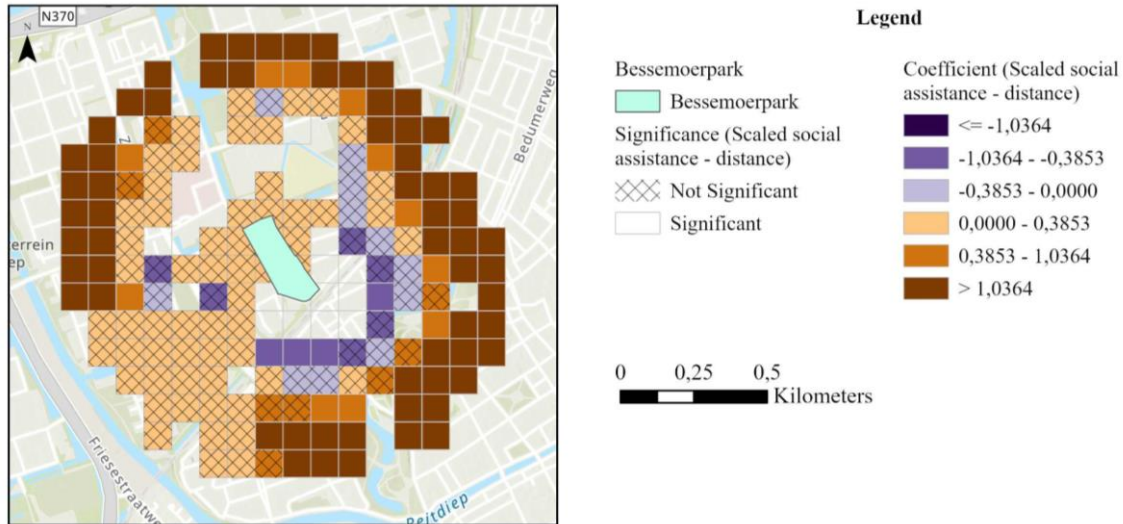 N370
N
Bedumerweg
errein
ep
Friesestraatwe
Reitdiep
Legend
Bessemoerpark
Bessemoerpark
Significance (Scaled social
assistance - distance)
Not Significant
Significant
Coefficient (Scaled social
assistance - distance)
<= -1,0364
-1,0364 - -0,3853
-0,3853 - 0,0000
0,0000 - 0,3853
0,3853 - 1,0364
> 1,0364
0 0,25 0,5
Kilometers